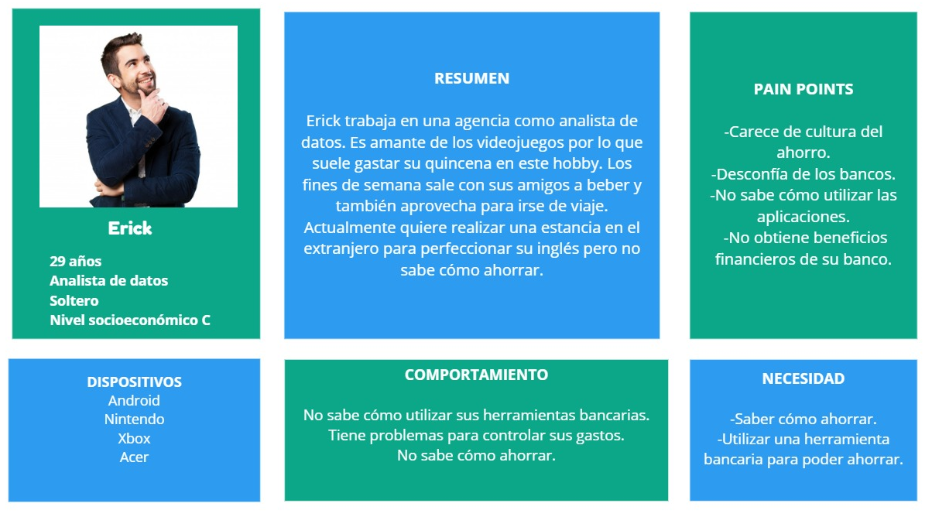 Erick
29 años
Analista de datos
Soltero
Nivel socioeconómico C
RESUMEN
Erick trabaja en una agencia como analista de
datos. Es amante de los videojuegos por lo que
suele gastar su quincena en este hobby. Los
fines de semana sale con sus amigos a beber y
también aprovecha para irse de viaje.
Actualmente quiere realizar una estancia en el
extranjero para perfeccionar su inglés pero no
sabe cómo ahorrar.
PAIN POINTS
-Carece de cultura del
ahorro.
-Desconfía de los bancos.
-No sabe cómo utilizar las
aplicaciones.
-No obtiene beneficios
financieros de su banco.
DISPOSITIVOS
Android
Nintendo
Xbox
Acer
COMPORTAMIENTO
No sabe cómo utilizar sus herramientas bancarias.
Tiene problemas para controlar sus gastos.
No sabe cómo ahorrar.
NECESIDAD
-Saber cómo ahorrar.
-Utilizar una herramienta
bancaria para poder ahorrar.